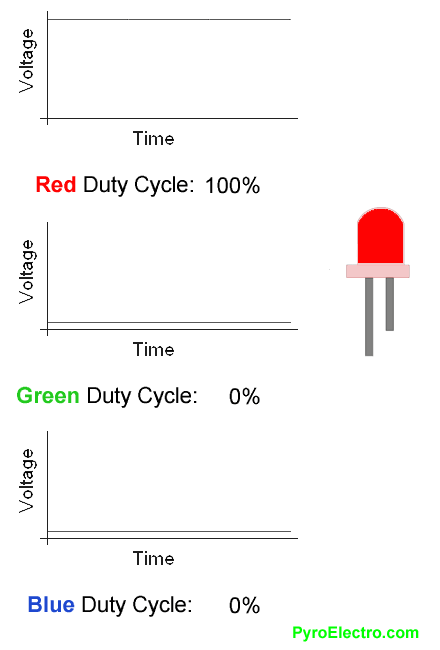 Voltage
Time
Red Duty Cycle: 100%
Voltage
Time
Green Duty Cycle: 0%
Voltage
Time
Blue Duty Cycle: 0%
PyroElectro.com